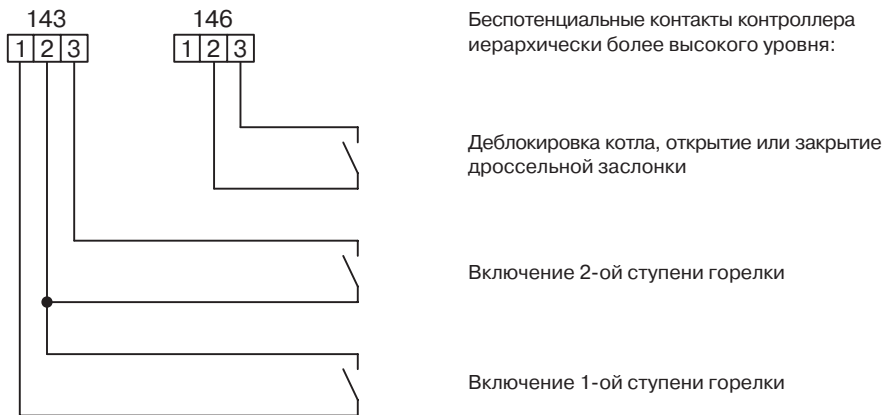 143
1 2 3
146
1 2 3
Беспотенциальные контакты контроллера
иерархически более высокого уровня:
Деблокировка котла, открытие или закрытие
дроссельной заслонки
Включение 2-ой ступени горелки
Включение 1-ой ступени горелки